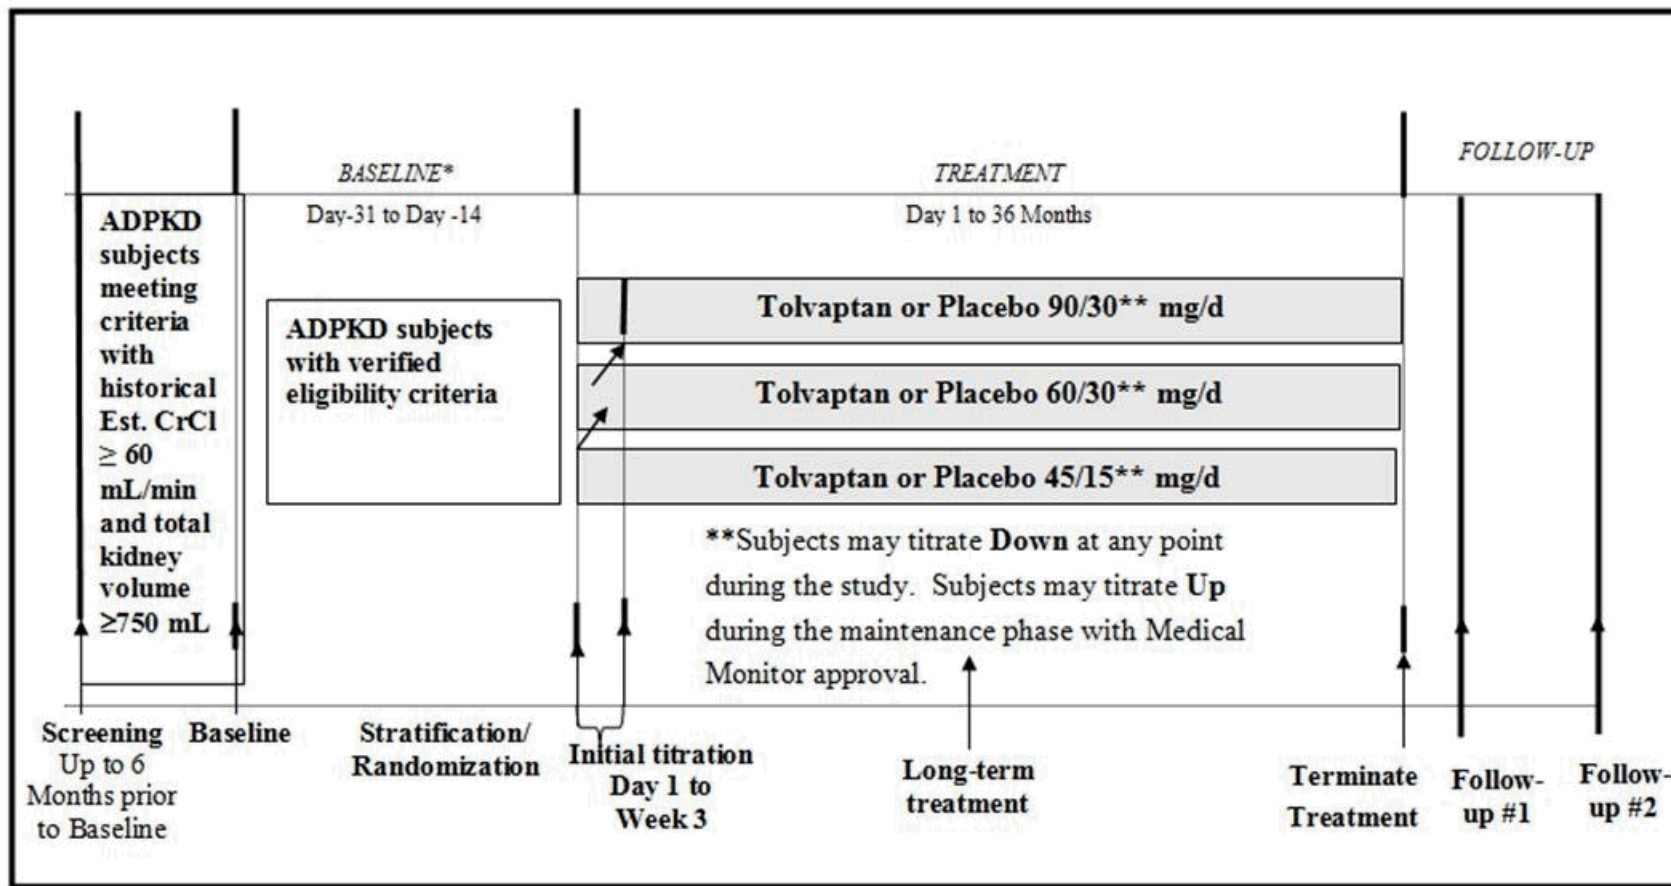 BASELINE*
TREATMENT
FOLLOW-UP
Day-31 to Day -14
Day 1 to 36 Months
ADPKD
subjects
meeting
criteria
with
historical
Est. CrCl
≥ 60
mL/min
and total
kidney
volume
≥750 mL
ADPKD subjects
with verified
eligibility criteria
Tolvaptan or Placebo 90/30** mg/d
Tolvaptan or Placebo 60/30** mg/d
Tolvaptan or Placebo 45/15** mg/d
**Subjects may titrate Down at any point
during the study. Subjects may titrate Up
during the maintenance phase with Medical
Monitor approval.
Screening
Up to 6
Months prior
to Baseline
Baseline
Stratification/
Randomization
Initial titration
Day 1 to
Week 3
Long-term
treatment
Terminate
Treatment
Follow-
up #1
Follow-
up #2